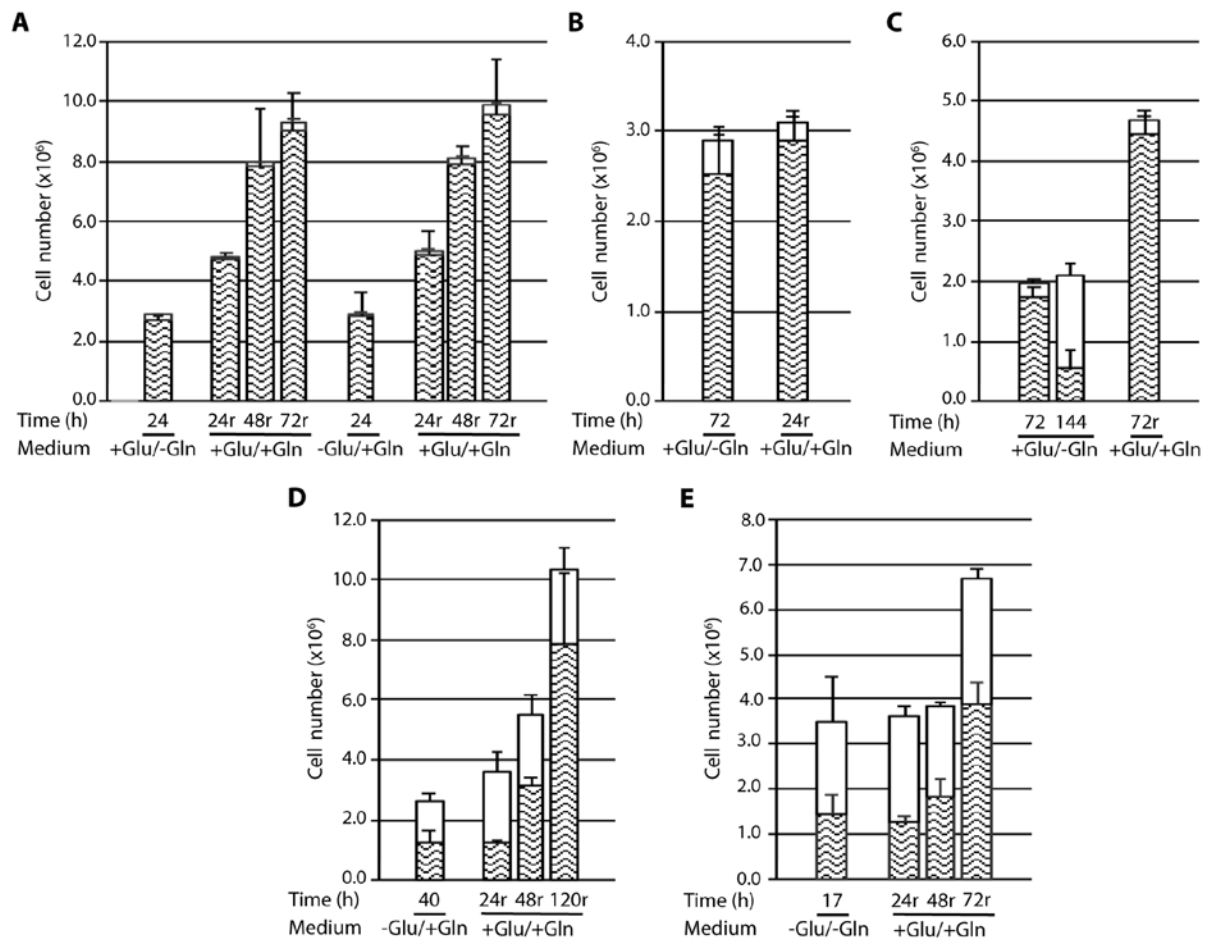 A
12.0
10.0
8.0
6.0
4.0
2.0
0.0
Cell number (x10⁶)
Time (h) 24 24r 48r 72r 24 24r 48r 72r
Medium +Glu/-Gln +Glu/+Gln -Glu/+Gln +Glu/+Gln
B
4.0
3.0
2.0
1.0
0.0
Cell number (x10⁶)
72 24r
+Glu/-Gln +Glu/+Gln
C
6.0
5.0
4.0
3.0
2.0
1.0
0.0
Cell number (x10⁶)
Time (h) 72 144 72r
Medium +Glu/-Gln +Glu/+Gln
D
12.0
10.0
8.0
6.0
4.0
2.0
0.0
Cell number (x10⁶)
Time (h) 40 24r 48r 120r
Medium -Glu/+Gln +Glu/+Gln
E
8.0
7.0
6.0
5.0
4.0
3.0
2.0
1.0
0.0
Cell number (x10⁶)
Time (h) 17 24r 48r 72r
Medium -Glu/-Gln +Glu/+Gln